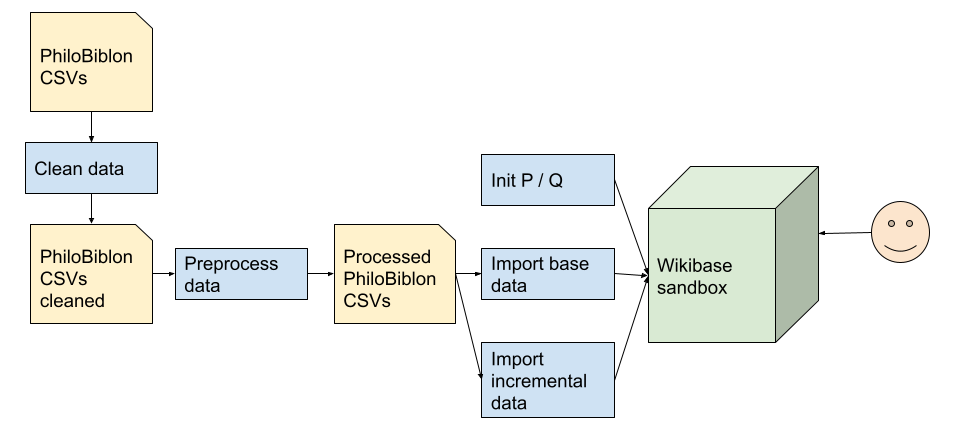 PhiloBiblon
CSVs
Clean data
PhiloBiblon
CSVs
cleaned
Preprocess
data
Processed
PhiloBiblon
CSVs
Init P / Q
Import base
data
Import
incremental
data
Wikibase
sandbox